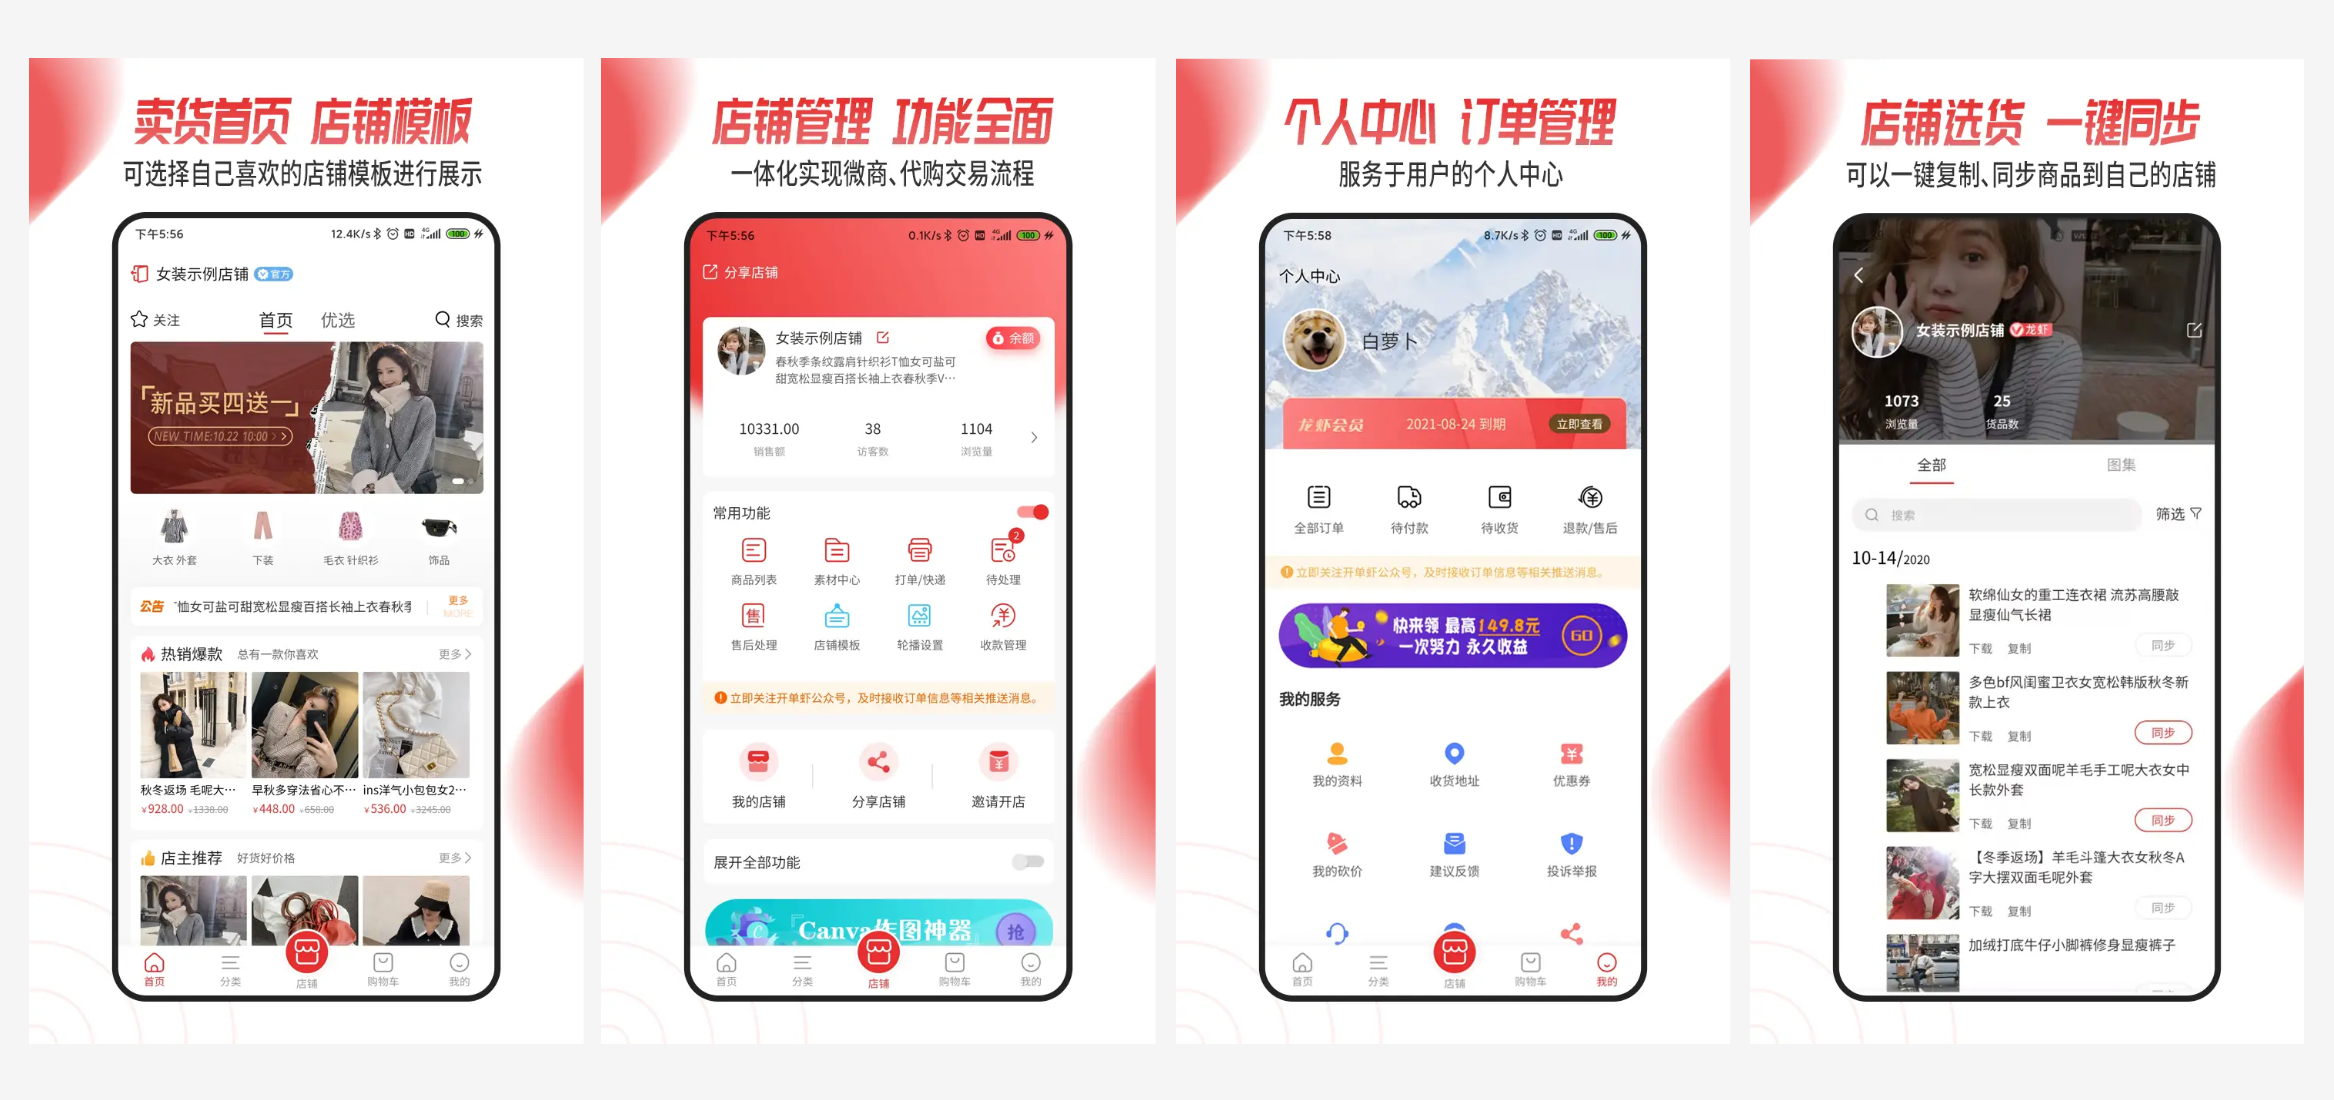 卖货首页 店铺模板
可选择自己喜欢的店铺模板进行展示
下午5:56 12.4K/s HD 4G 100
女装示例店铺 官方
关注 首页 优选 搜索
「新品买四送一」
NEW TIME:10.22 10:00
大衣 外套 下装 毛衣 针织衫 饰品
公告 恤女可盐可甜宽松显瘦百搭长袖上衣春秋季 更多
MORE
热销爆款 总有一款你喜欢 更多
秋冬返场 毛呢大… 早秋多穿法省心不… ins洋气小包包女2…
¥928.00 ¥1338.00 ¥448.00 ¥658.00 ¥536.00 ¥3245.00
店主推荐 好货好价格 更多
首页 分类 店铺 购物车 我的
店铺管理 功能全面
一体化实现微商、代购交易流程
下午5:56 0.1K/s HD 4G 100
分享店铺
女装示例店铺 余额
春秋季条纹露肩针织衫T恤女可盐可
甜宽松显瘦百搭长袖上衣春秋季V…
10331.00 38 1104
销售额 访客数 浏览量
常用功能
2
商品列表 素材中心 打单/快递 待处理
售
售后处理 店铺模板 轮播设置 收款管理
立即关注开单虾公众号，及时接收订单信息等相关推送消息。
我的店铺 分享店铺 邀请开店
展开全部功能
『Canva作图神器 抢
首页 分类 店铺 购物车 我的
个人中心 订单管理
服务于用户的个人中心
下午5:58 8.7K/s HD 4G 100
个人中心
白萝卜
龙虾会员 2021-08-24 到期 立即查看
全部订单 待付款 待收货 退款/售后
立即关注开单虾公众号，及时接收订单信息等相关推送消息。
快来领 最高149.8元
一次努力 永久收益
GO
我的服务
我的资料 收货地址 优惠券
我的砍价 建议反馈 投诉举报
首页 分类 店铺 购物车 我的
店铺选货 一键同步
可以一键复制、同步商品到自己的店铺
女装示例店铺 龙虾
1073 25
浏览量 货品数
全部 图集
搜索 筛选
10-14/2020
软绵仙女的重工连衣裙 流苏高腰敲
显瘦仙气长裙
下载 复制 同步
多色bf风闺蜜卫衣女宽松韩版秋冬新
款上衣
下载 复制 同步
宽松显瘦双面呢羊毛手工呢大衣女中
长款外套
下载 复制 同步
【冬季返场】羊毛斗篷大衣女秋冬A
字大摆双面毛呢外套
下载 复制 同步
加绒打底牛仔小脚裤修身显瘦裤子